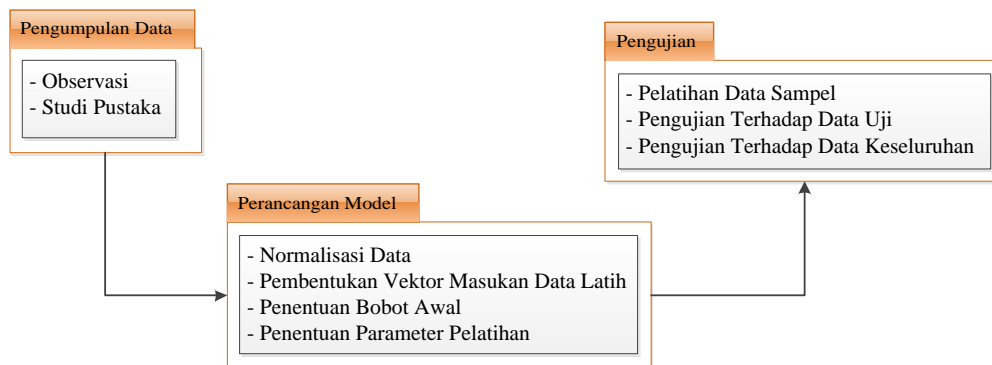 Pengumpulan Data
- Observasi
- Studi Pustaka
Perancangan Model
- Normalisasi Data
- Pembentukan Vektor Masukan Data Latih
- Penentuan Bobot Awal
- Penentuan Parameter Pelatihan
Pengujian
- Pelatihan Data Sampel
- Pengujian Terhadap Data Uji
- Pengujian Terhadap Data Keseluruhan